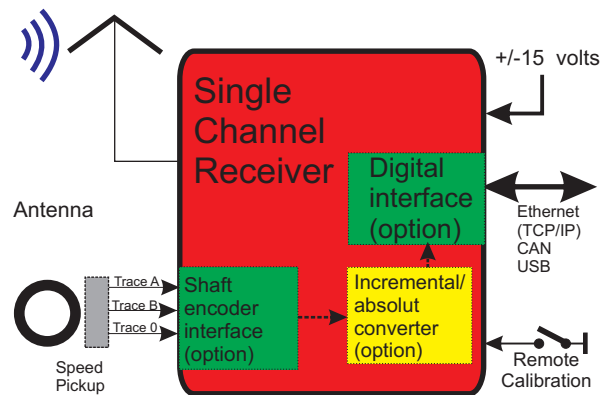 +/-15 volts
Single
Channel
Receiver
Digital
interface
(option)
Antenna
Ethernet
(TCP/IP)
CAN
USB
Trace A
Trace B
Trace 0
Shaft
encoder
interface
(option)
Incremental/
absolut
converter
(option)
Speed
Pickup
Remote
Calibration